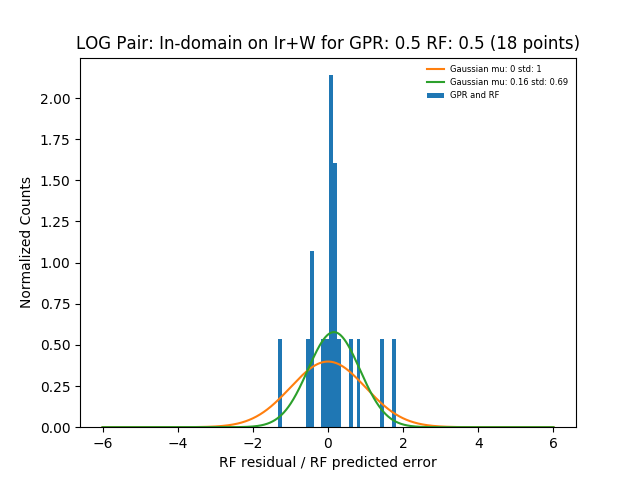 LOG Pair: In-domain on Ir+W for GPR: 0.5 RF: 0.5 (18 points)
Gaussian mu: 0 std: 1
Gaussian mu: 0.16 std: 0.69
GPR and RF
Normalized Counts
2.00
1.75
1.50
1.25
1.00
0.75
0.50
0.25
0.00
−6
−4
−2
0
2
4
6
RF residual / RF predicted error